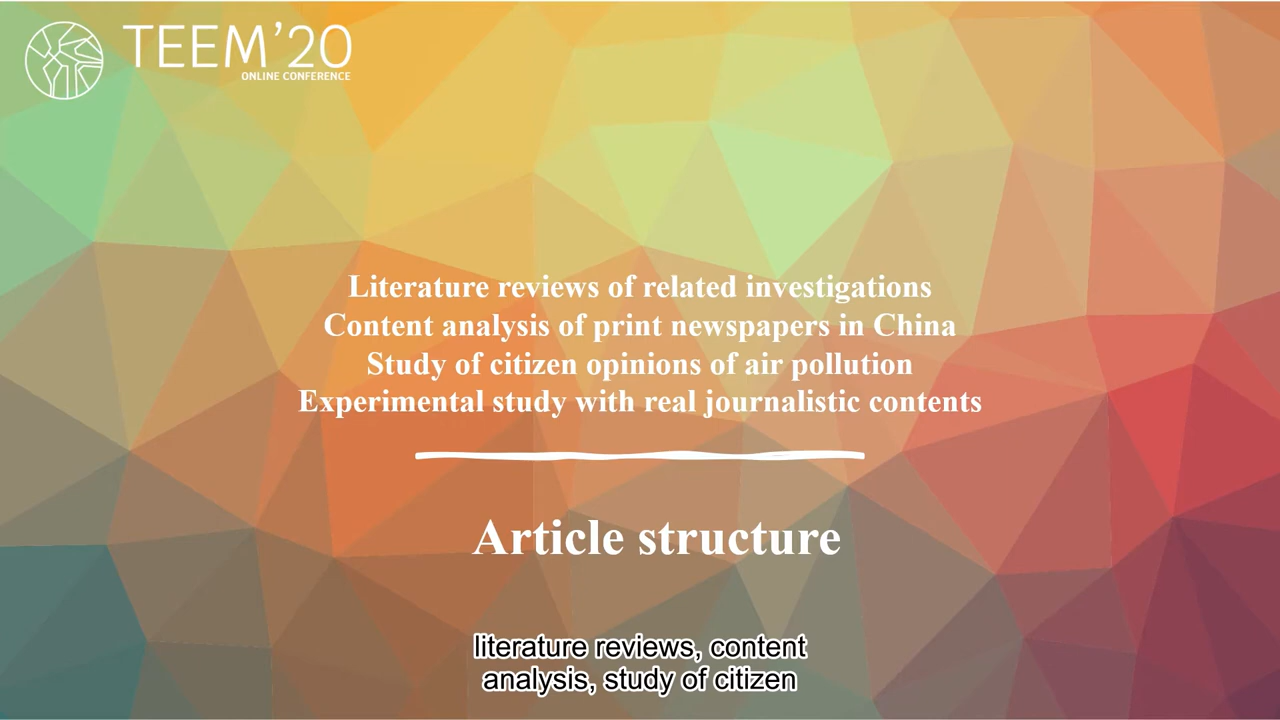 TEEM’20
ONLINE CONFERENCE
Literature reviews of related investigations
Content analysis of print newspapers in China
Study of citizen opinions of air pollution
Experimental study with real journalistic contents
Article structure
literature reviews, content
analysis, study of citizen